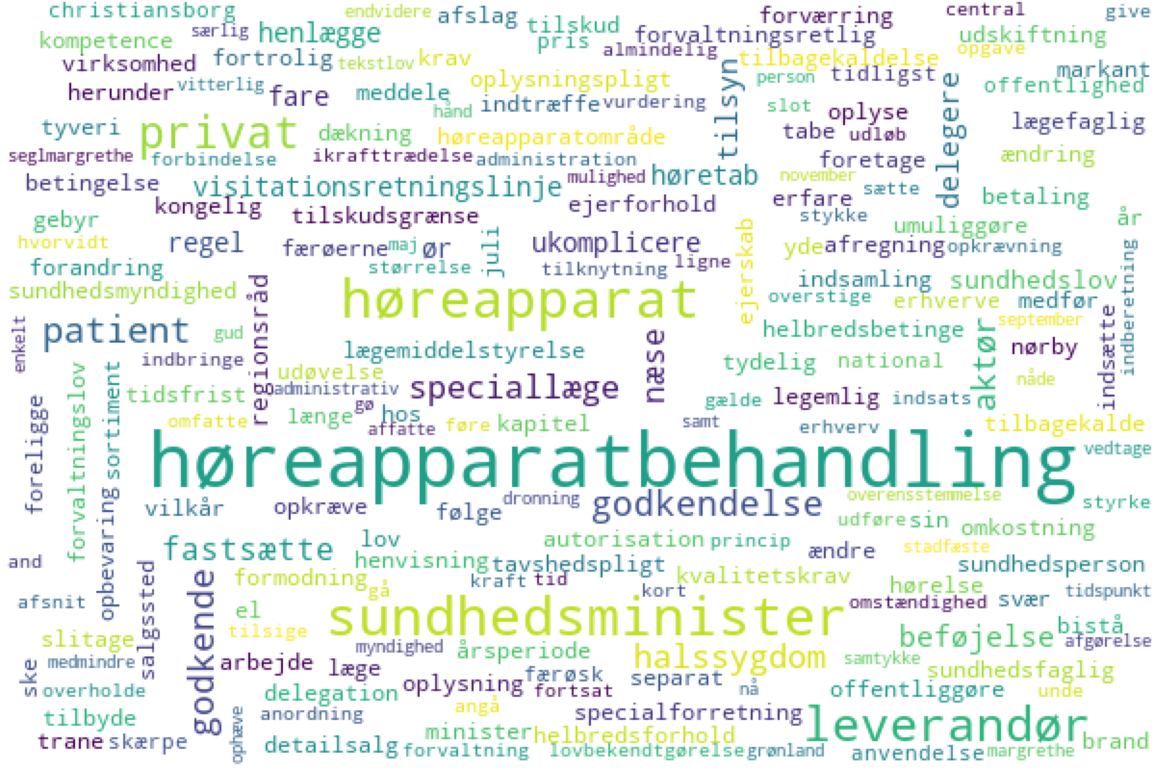 christiansborg særlig endvidere afslag tilskud forværring central give
kompetence henlægge pris almindelig forvaltningsretlig udskiftning
virksomhed fortrolig tekstlov krav tilbagekaldelse opgave markant
herunder vitterlig fare meddele oplysningspligt person tidligst offentlighed
hånd indtræffe vurdering tilsyn slot oplyse delegere lægefaglig
tyveri privat dækning høreapparatområde tabe udløb
seglmargrethe forbindelse ikrafttrædelse administration foretage ændring
betingelse visitationsretningslinje mulighed høretab november sætte betaling
kongelig tilskudsgrænse ejerforhold erfare stykke
gebyr umuliggøre år
hvorvidt regel færøerne maj ør juli ukomplicere ejerskab yde afregning opkrævning
forandring størrelse tilknytning ligne indsamling sundhedslov indberetning
sundhedsmyndighed regionsråd høreapparat overstige erhverve medfør
enkelt patient gud næse helbredsbetinge aktør september indsætte
indbringe lægemiddelstyrelse tydelig national nørby
forvaltningslov sortiment udøvelse
tidsfrist administrativ speciallæge gælde legemlig indsats nåde
foreligge omfatte længe gø hos affatte føre kapitel samt erhverv tilbagekalde
høreapparatbehandling vedtage
opbevaring vilkår opkræve følge dronning godkendelse overensstemmelse styrke
udføre sin omkostning
fastsætte lov autorisation princip ændre stadfæste
and henvisning tavshedspligt sundhedsperson
salgssted godkende formodning gå kraft tid kort kvalitetskrav hørelse tidspunkt
afsnit el sundhedsminister omstændighed svær
slitage tilsige myndighed årsperiode beføjelse bistå afgørelse
ske medmindre arbejde læge færøsk separat halssygdom samtykke sundhedsfaglig
overholde delegation oplysning fortsat nå offentliggøre unde
tilbyde ophæve anordning angå specialforretning leverandør
trane skærpe detailsalg minister helbredsforhold brand
forvaltning lovbekendtgørelse grønland anvendelse margrethe